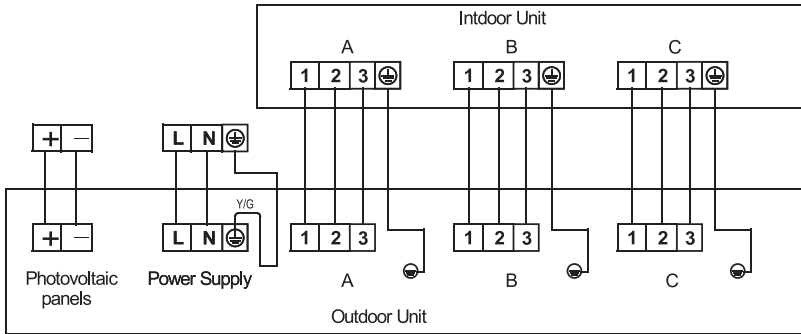 Intdoor Unit
A B C
1 2 3 1 2 3 1 2 3
+ − L N
Y/G
+ − L N 1 2 3 1 2 3 1 2 3
Photovoltaic panels
Power Supply
A B C
Outdoor Unit